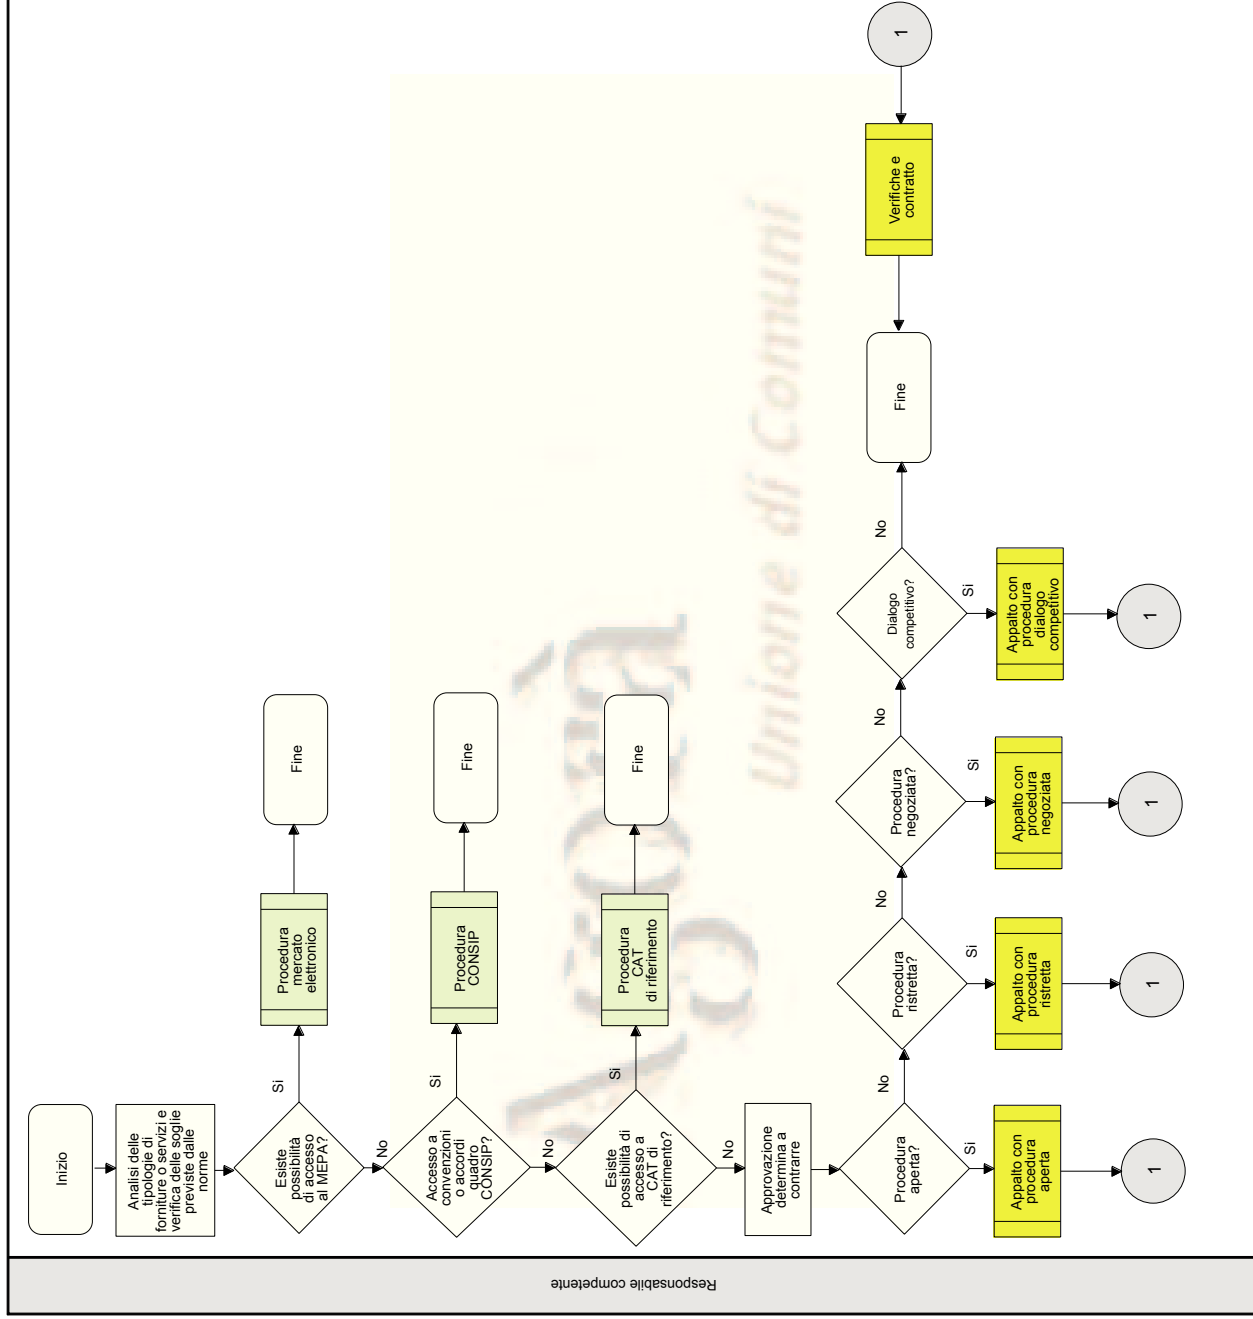 Responsabile competente
Inizio
Analisi delle
tipologie di
forniture o servizi e
verifica delle soglie
previste dalle
norme
Esiste
possibilità
di accesso
al MEPA?
Si
Procedura
mercato
elettronico
Fine
No
Accesso a
convenzioni
o accordi
quadro
CONSIP?
Si
Procedura
CONSIP
Fine
No
Esiste
possibilità di
accesso a
CAT di
riferimento?
Si
Procedura
CAT
di riferimento
Fine
No
Approvazione
determina a
contrarre
Procedura
aperta?
Si
Appalto con
procedura
aperta
1
No
Procedura
ristretta?
Si
Appalto con
procedura
ristretta
1
No
Procedura
negoziata?
Si
Appalto con
procedura
negoziata
1
No
Dialogo
competitivo?
Si
Appalto con
procedura
dialogo
competitivo
1
No
Fine
Verifiche e
contratto
1
Unione di Comuni